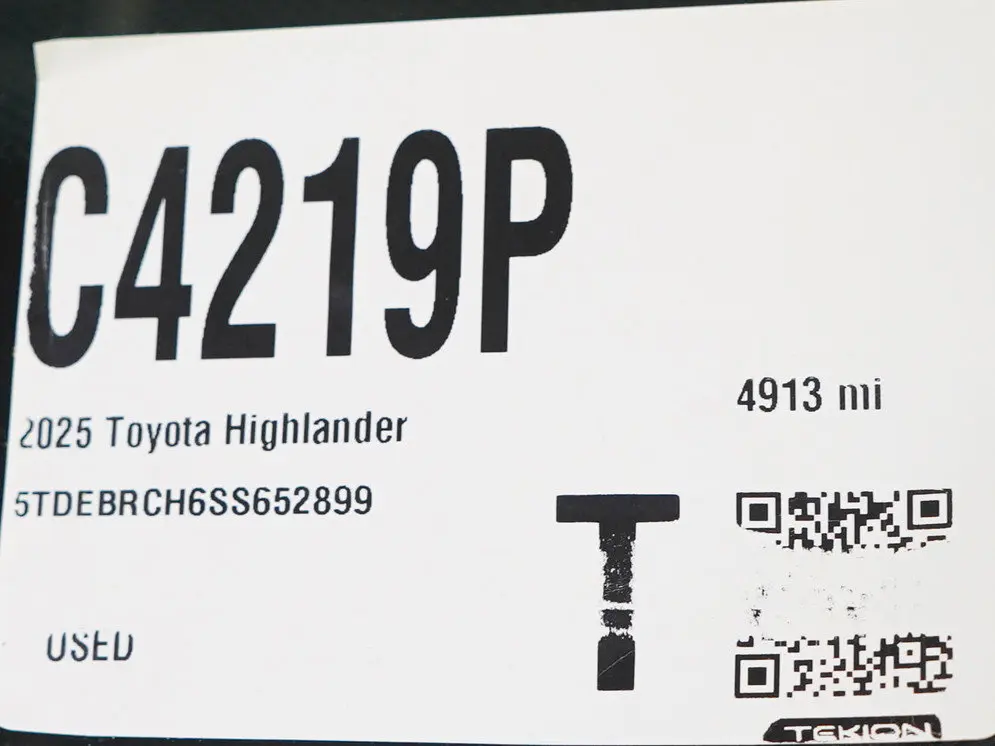 C4219P
4913 mi
2025 Toyota Highlander
5TDEBRCH6SS652899
T
USED
TEKION